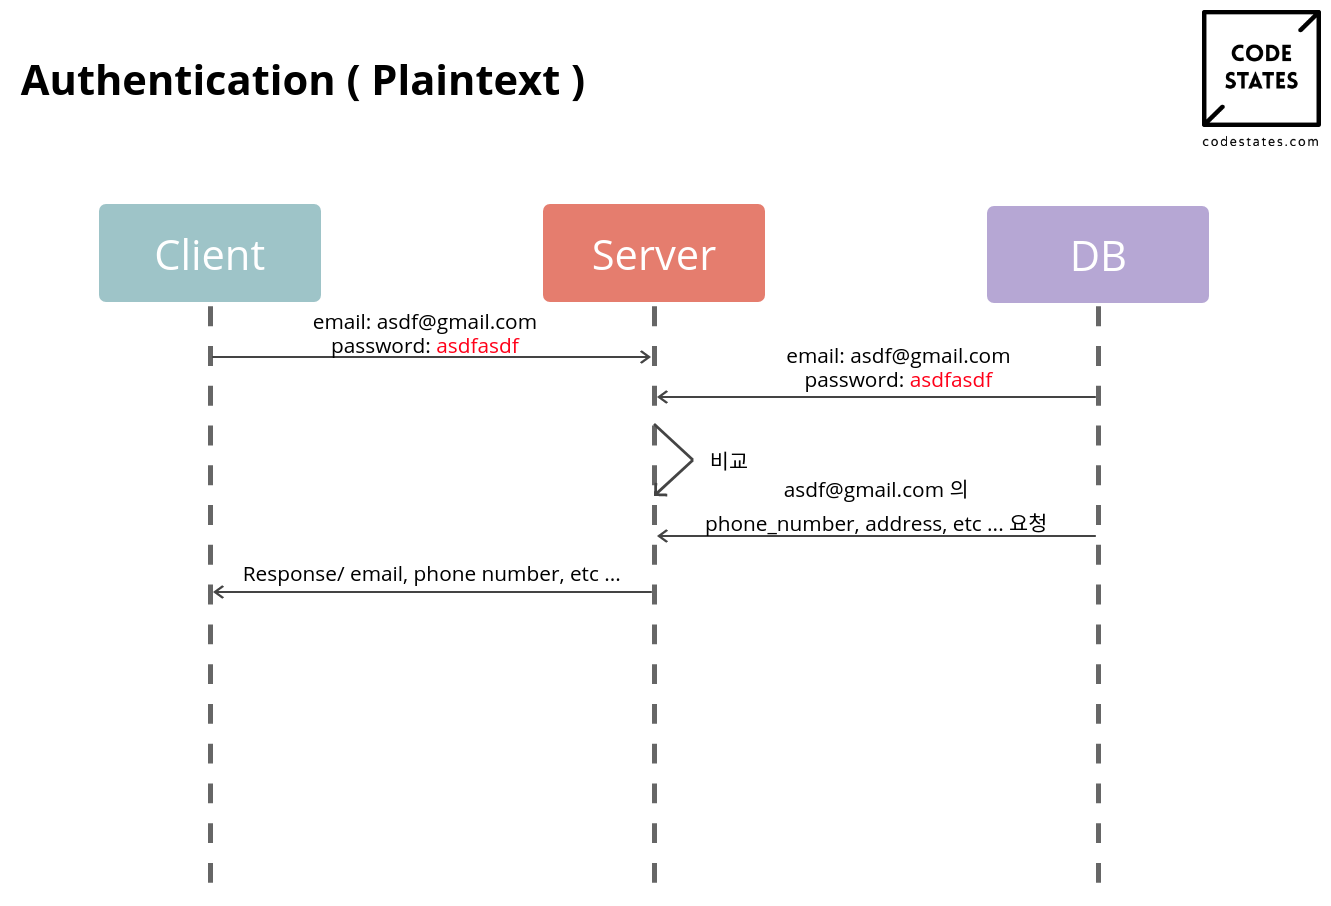 Authentication ( Plaintext )
CODE
STATES
codestates.com
Client
Server
DB
email: asdf@gmail.com
password: asdfasdf
email: asdf@gmail.com
password: asdfasdf
비교
asdf@gmail.com 의
phone_number, address, etc ... 요청
Response/ email, phone number, etc ...